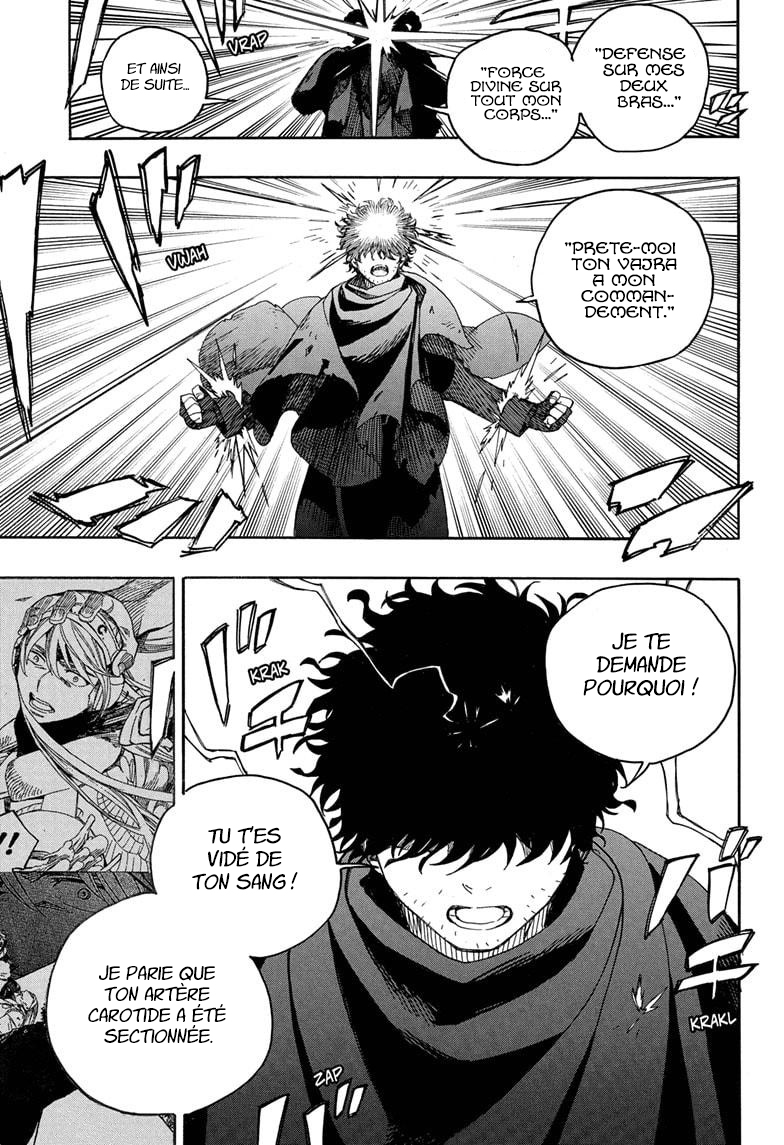 "DEFENSE
SUR MES
DEUX
BRAS..."
"FORCE
DIVINE SUR
TOUT MON
CORPS..."
VRAP
ET AINSI
DE SUITE...
"PRETE-MOI
TON VAJRA
A MON
COMMAN-
DEMENT."
VWAH
JE TE
DEMANDE
POURQUOI !
KRAK
TU T'ES
VIDÉ DE
TON SANG !
!!
JE PARIE QUE
TON ARTÈRE
CAROTIDE A ÉTÉ
SECTIONNÉE.
KRAKL
ZAP